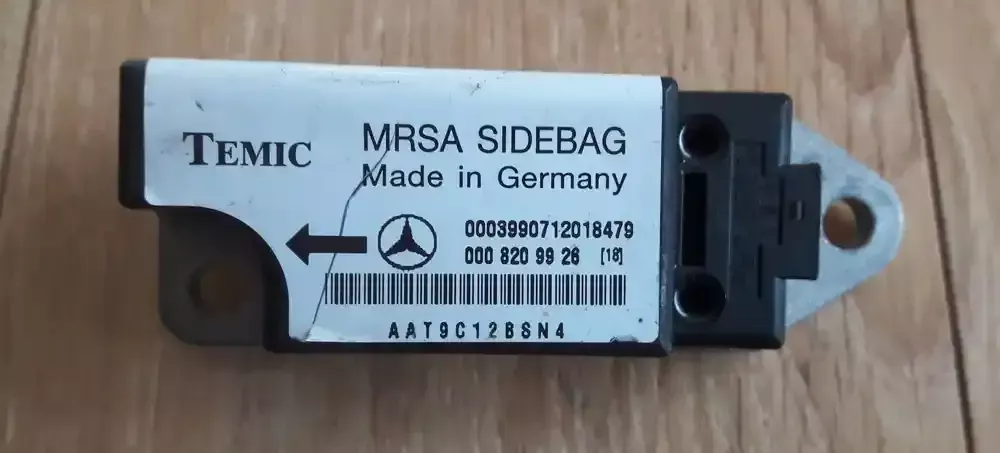 TEMIC
MRSA SIDEBAG
Made in Germany
0003990712018479
000 820 99 26 [18]
AAT9C12BSN4